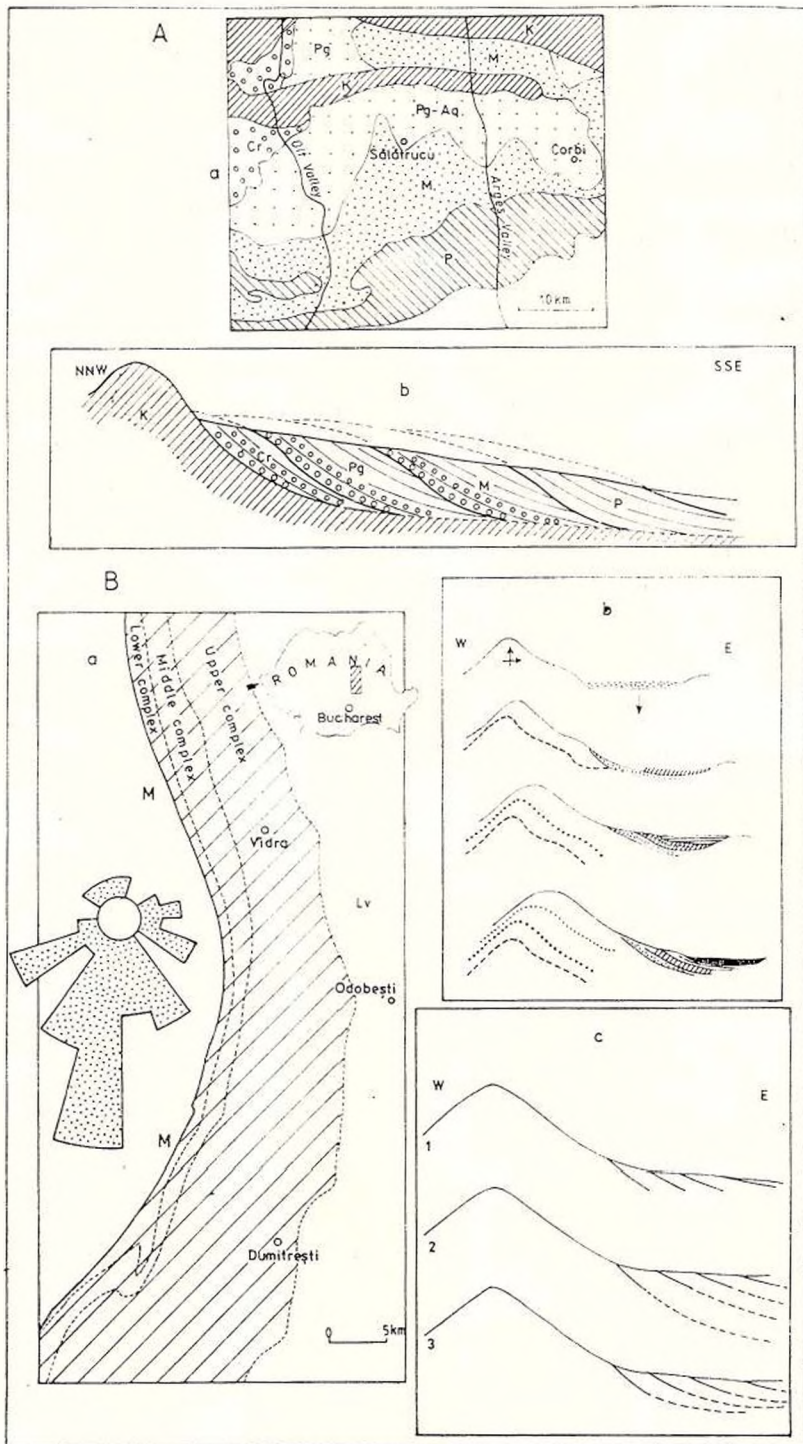 A
a
K
Pg
M
K
Pg-Aq
Cr
Olt Valley
Sălătrucu
Corbi
M
Argeș Valley
P
10 km
NNW
b
SSE
K
Cr
Pg
M
P
B
a
Lower complex
Middle complex
Upper complex
ROMANIA
Bucharest
M
Vidra
Lv
Odobești
M
Dumitrești
0 5km
b
W E
c
W E
1
2
3